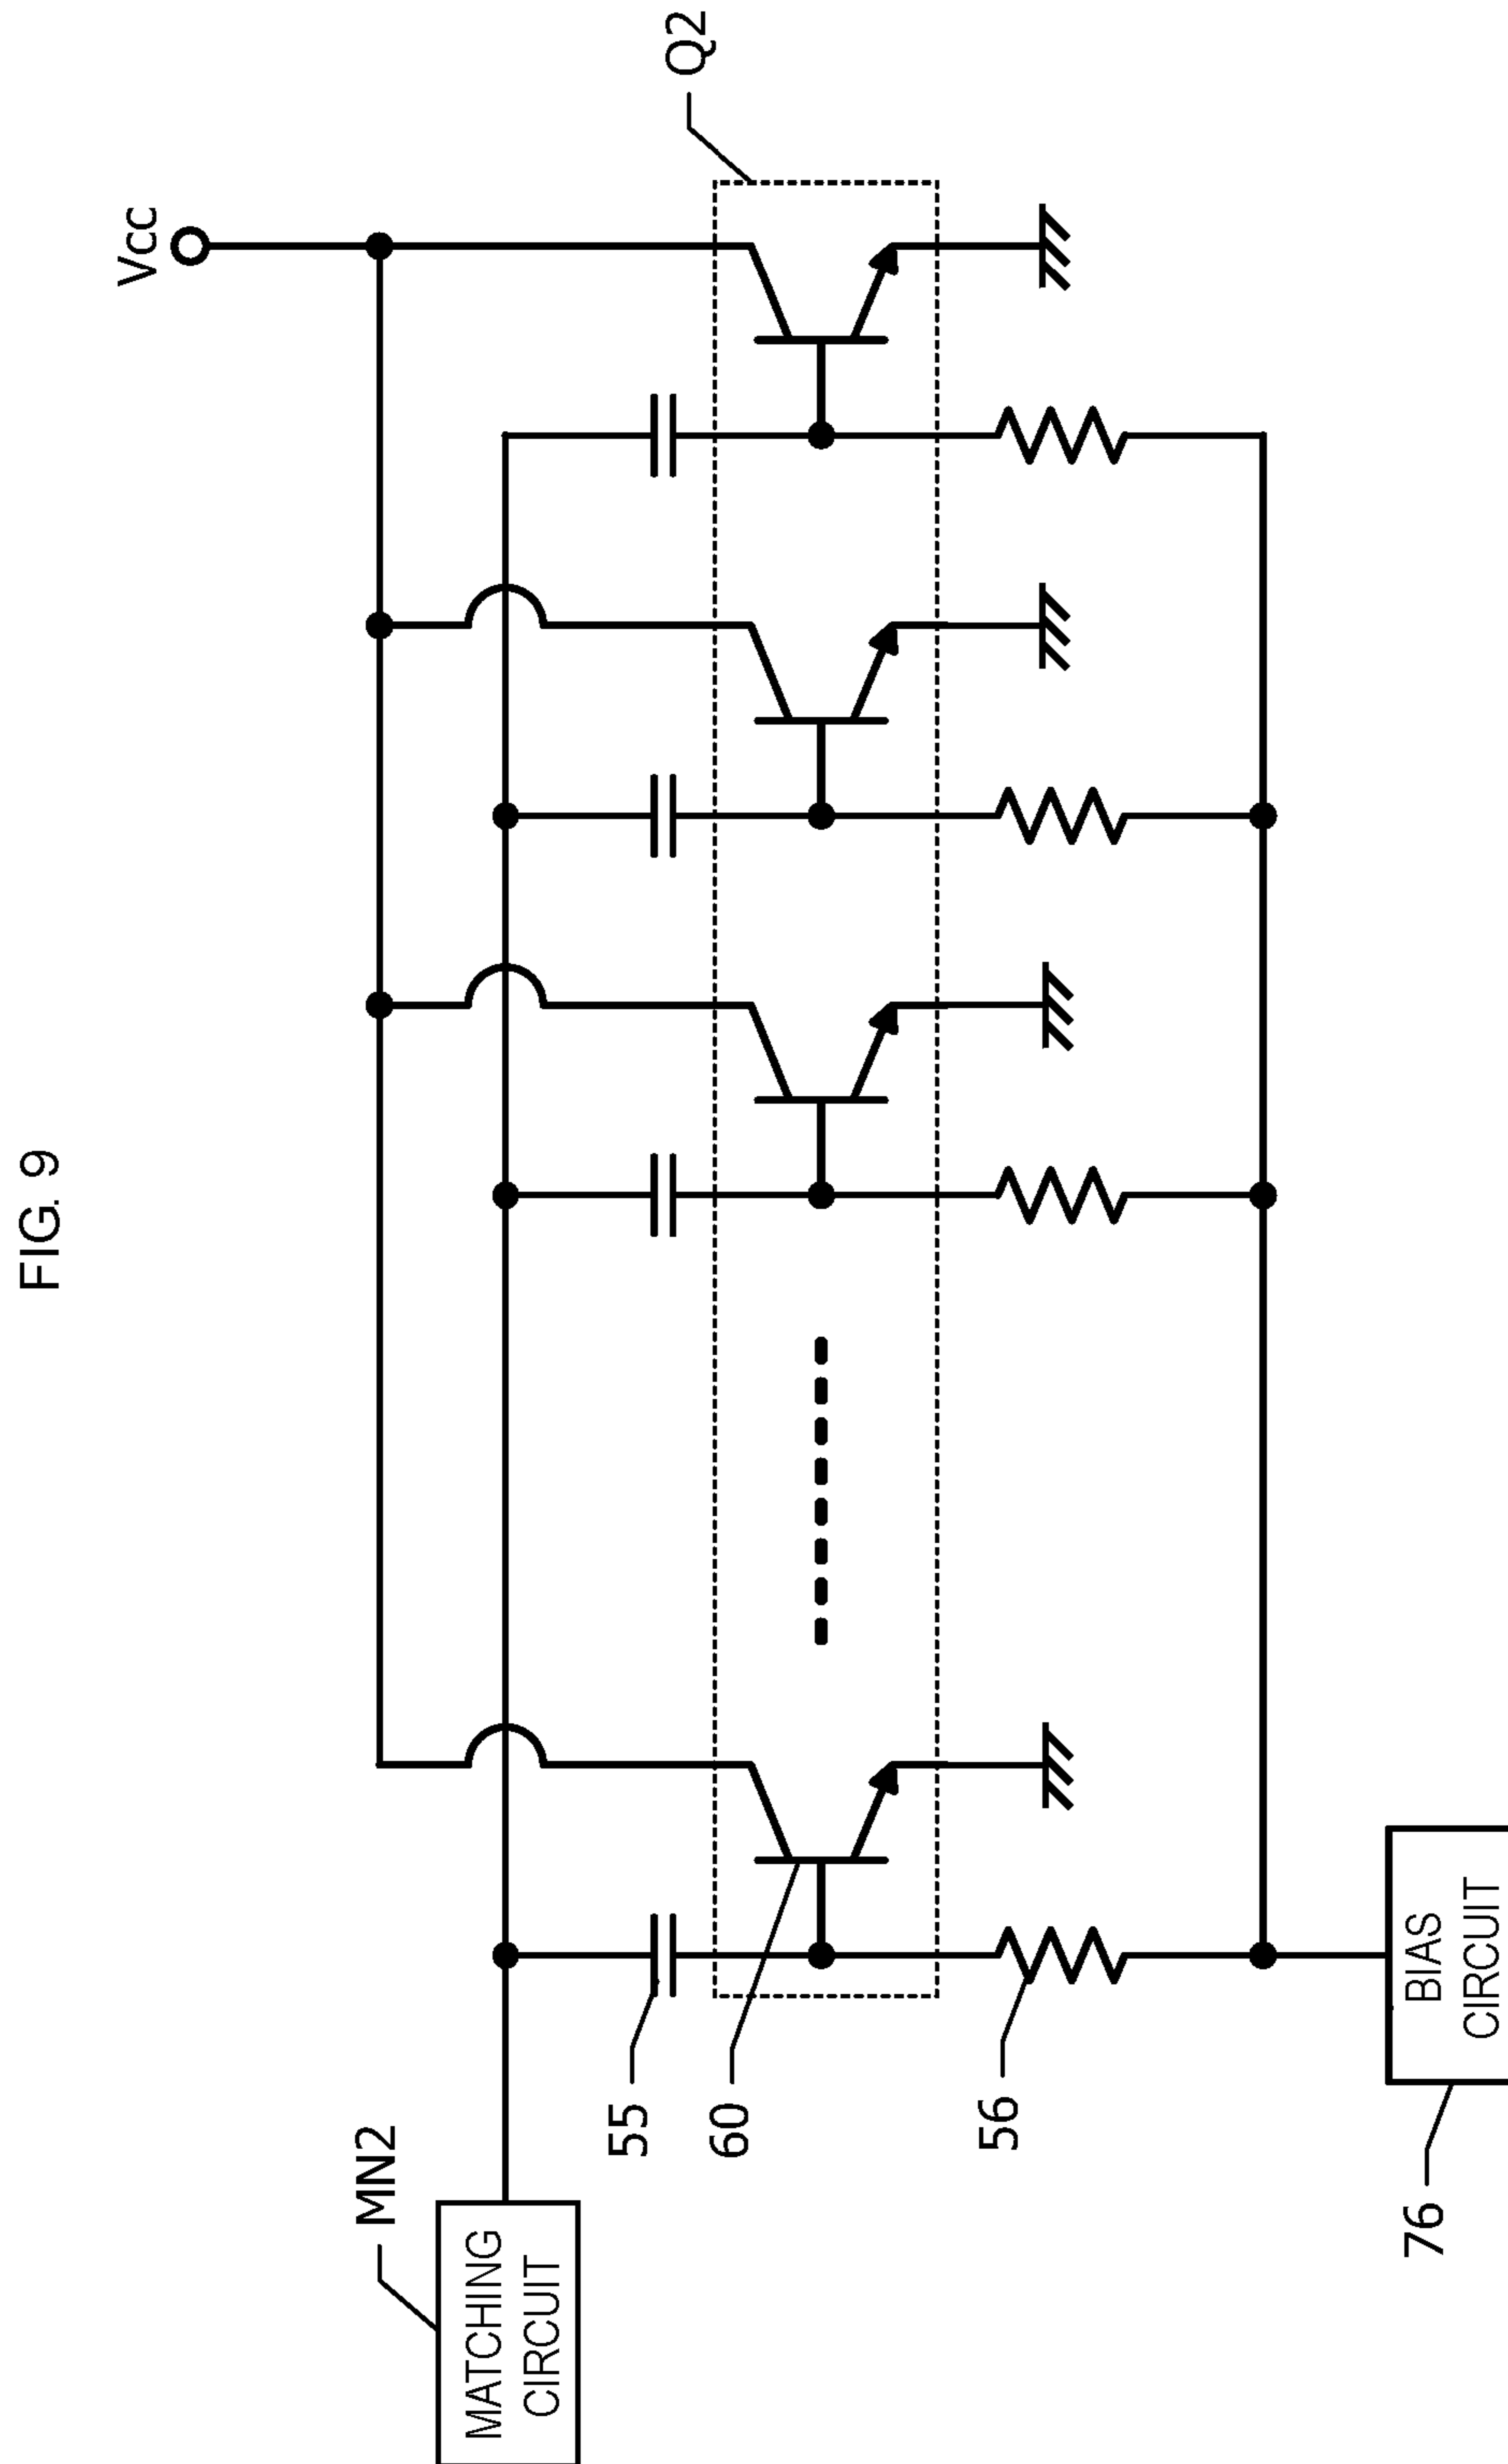 FIG. 9
Vcc
Q2
MN2
MATCHING
CIRCUIT
55
60
56
76
BIAS
CIRCUIT